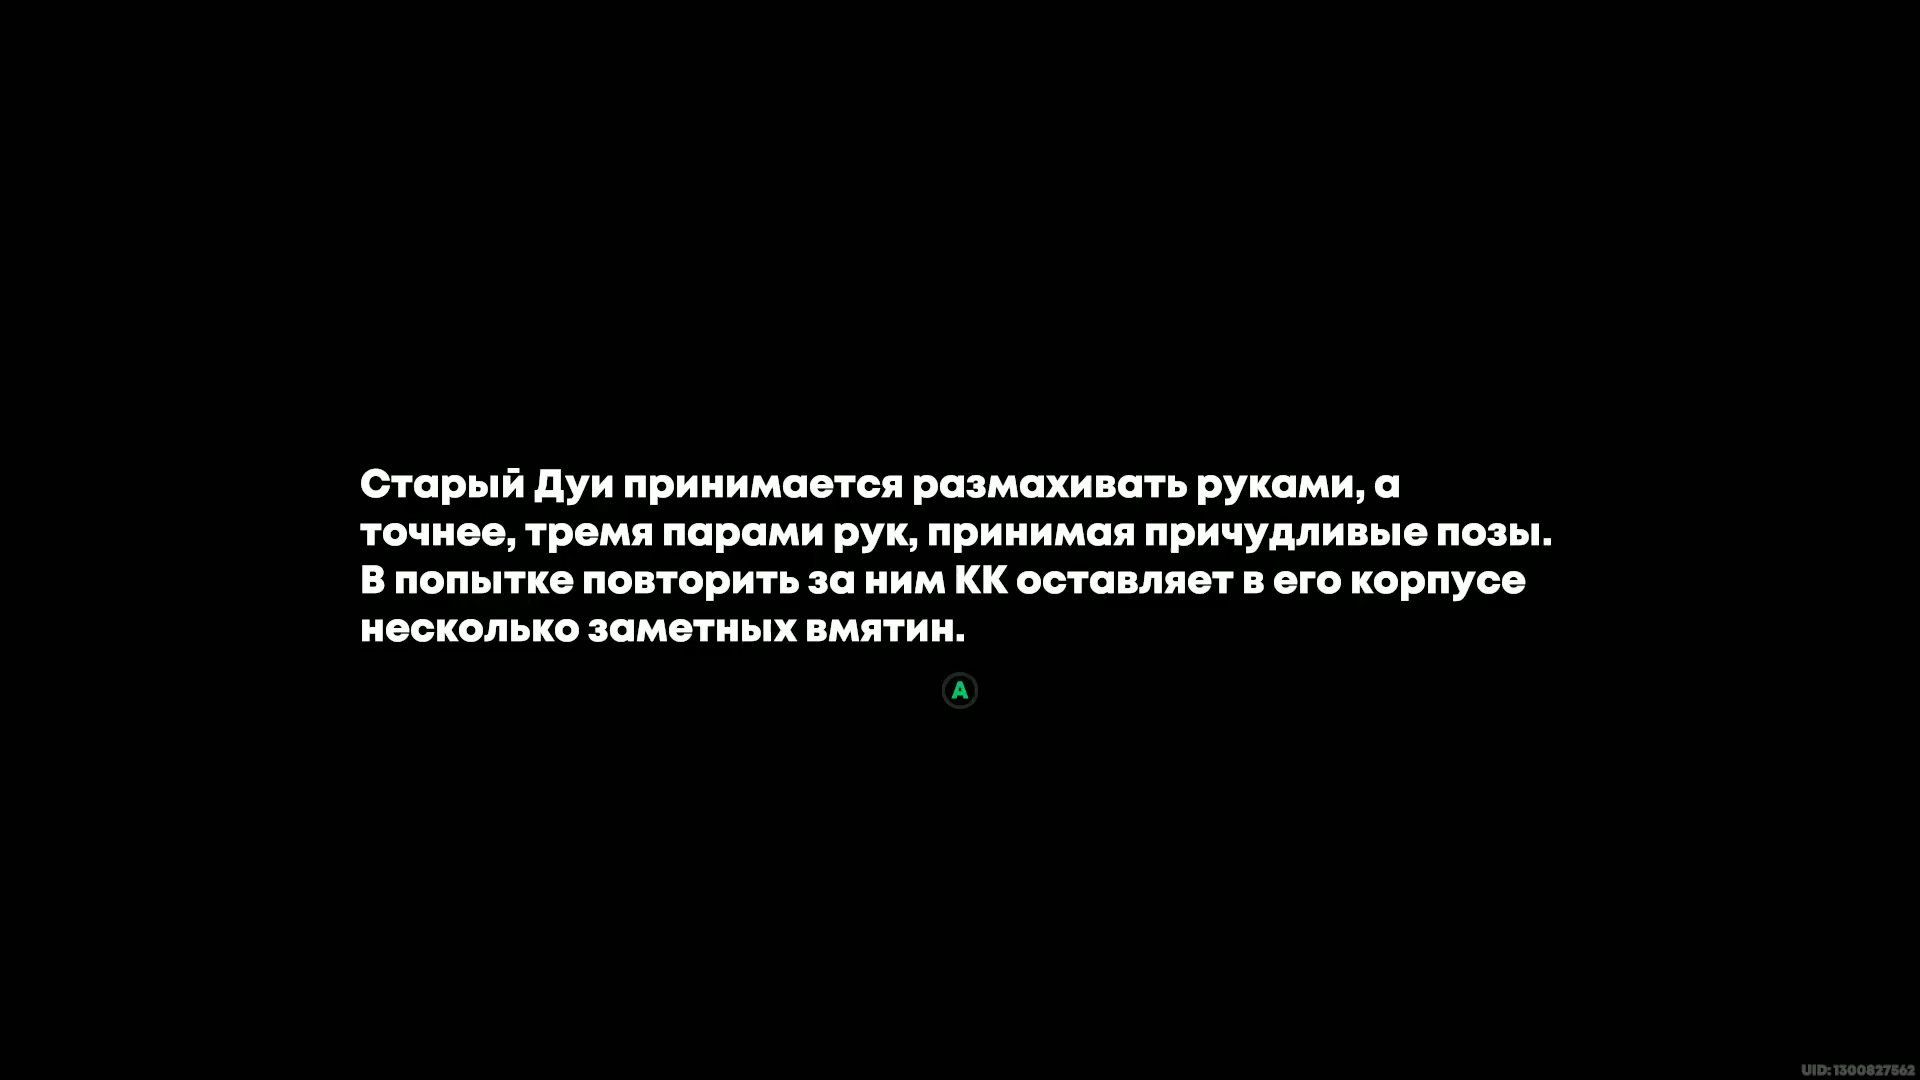 Старый Дуи принимается размахивать руками, а
точнее, тремя парами рук, принимая причудливые позы.
В попытке повторить за ним КК оставляет в его корпусе
несколько заметных вмятин.
A
UID: 1300827562